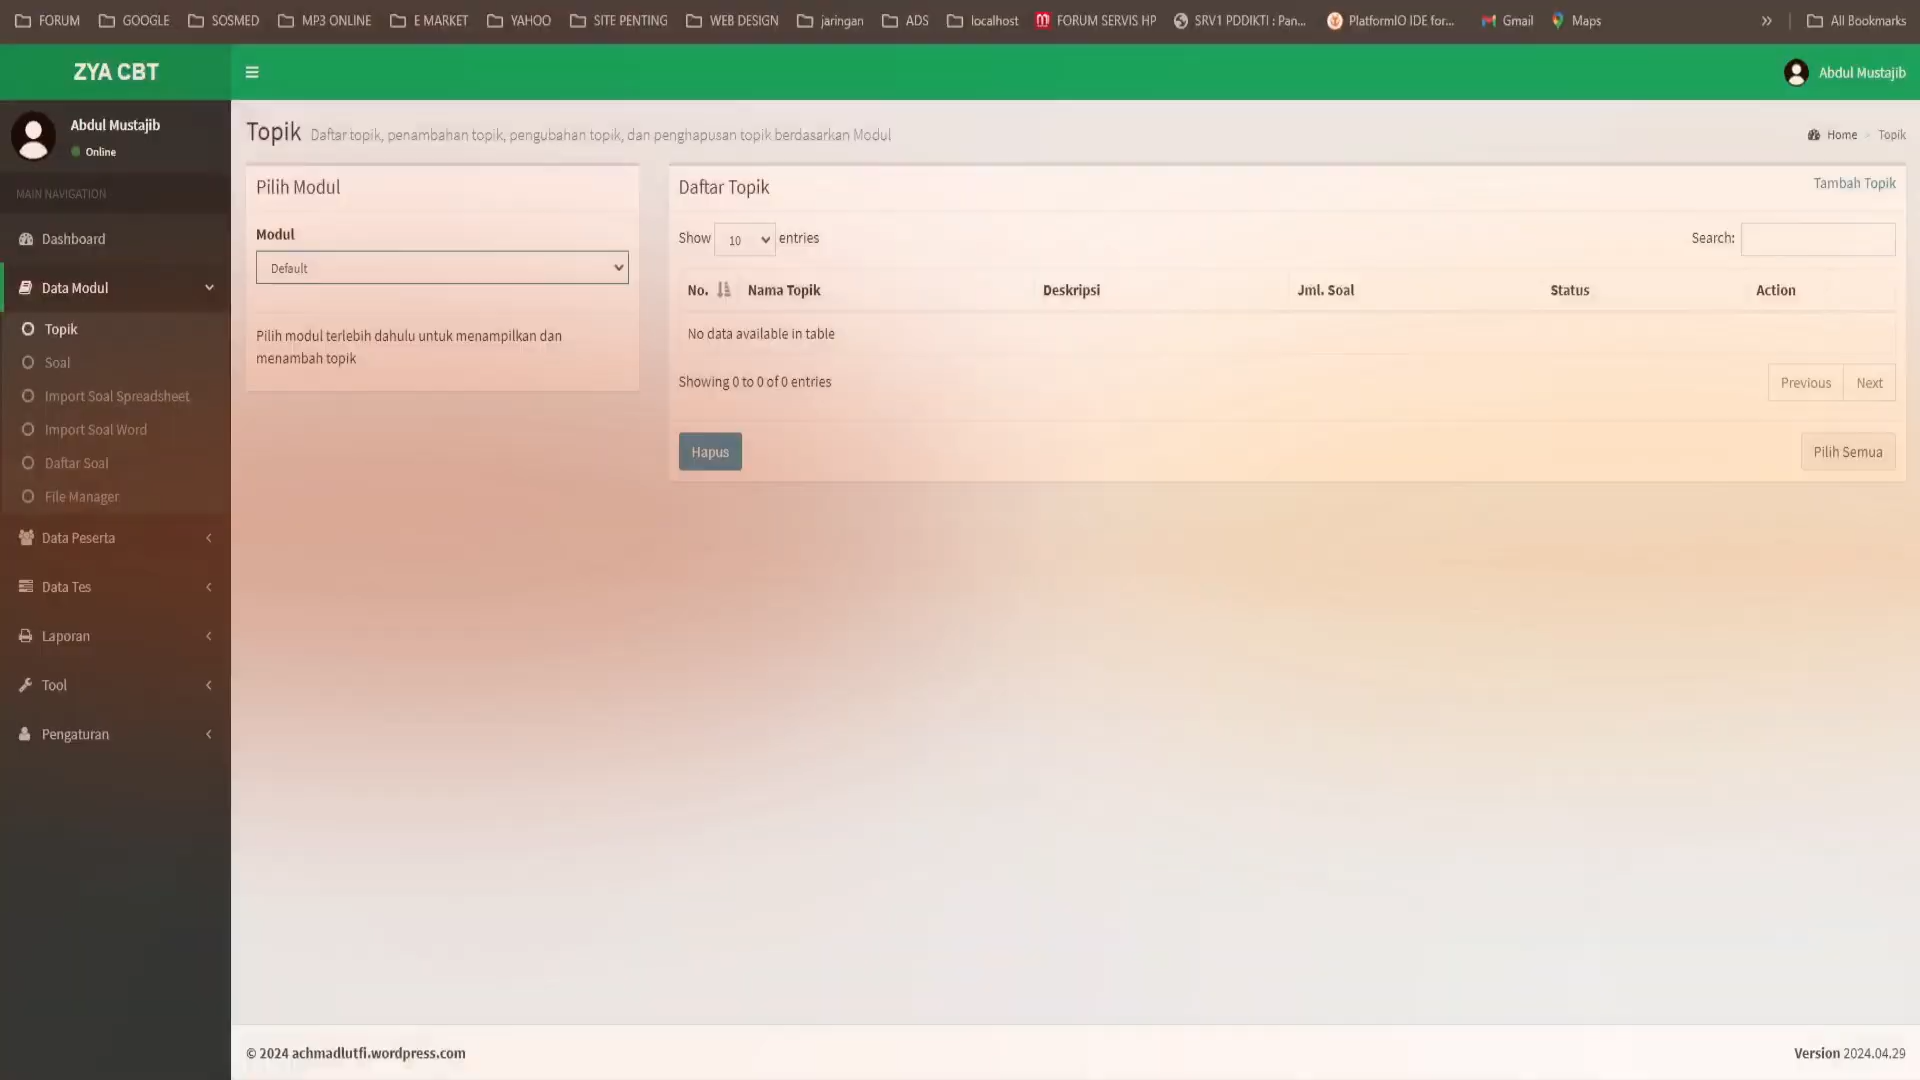 FORUM GOOGLE SOSMED MP3 ONLINE E MARKET YAHOO SITE PENTING WEB DESIGN jaringan ADS localhost FORUM SERVIS HP SRV1 PDDIKTI : Pan... PlatformIO IDE for... Gmail Maps » All Bookmarks
ZYA CBT
Abdul Mustajib
Abdul Mustajib
Online
MAIN NAVIGATION
Dashboard
Data Modul
Topik
Soal
Import Soal Spreadsheet
Import Soal Word
Daftar Soal
File Manager
Data Peserta
Data Tes
Laporan
Tool
Pengaturan
Topik Daftar topik, penambahan topik, pengubahan topik, dan penghapusan topik berdasarkan Modul
Home > Topik
Pilih Modul
Modul
Default
Pilih modul terlebih dahulu untuk menampilkan dan
menambah topik
Daftar Topik
Tambah Topik
Show 10 entries
Search:
No. Nama Topik Deskripsi Jml. Soal Status Action
No data available in table
Showing 0 to 0 of 0 entries
Previous Next
Hapus
Pilih Semua
© 2024 achmadlutfi.wordpress.com
Version 2024.04.29